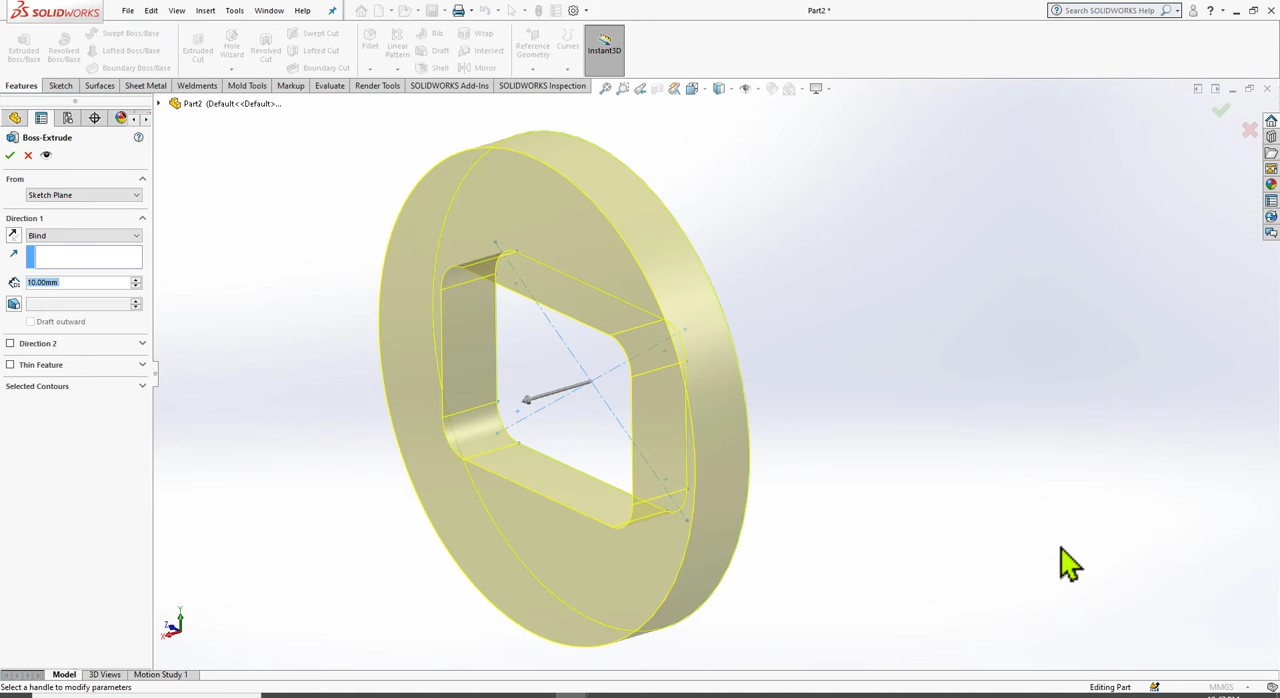 SOLIDWORKS File Edit View Insert Tools Window Help Part2 * Search SOLIDWORKS Help
Extruded Boss/Base Revolved Boss/Base Swept Boss/Base Lofted Boss/Base Boundary Boss/Base Extruded Cut Hole Wizard Revolved Cut Swept Cut Lofted Cut Boundary Cut Fillet Linear Pattern Rib Draft Shell Wrap Intersect Mirror Reference Geometry Curves Instant3D
Features Sketch Surfaces Sheet Metal Weldments Mold Tools Markup Evaluate Render Tools SOLIDWORKS Add-Ins SOLIDWORKS Inspection
Part2 (Default<<Default>...
Boss-Extrude
From
Sketch Plane
Direction 1
Blind
10.00mm
Draft outward
Direction 2
Thin Feature
Selected Contours
Y
Z
X
Model 3D Views Motion Study 1
Select a handle to modify parameters Editing Part MMGS